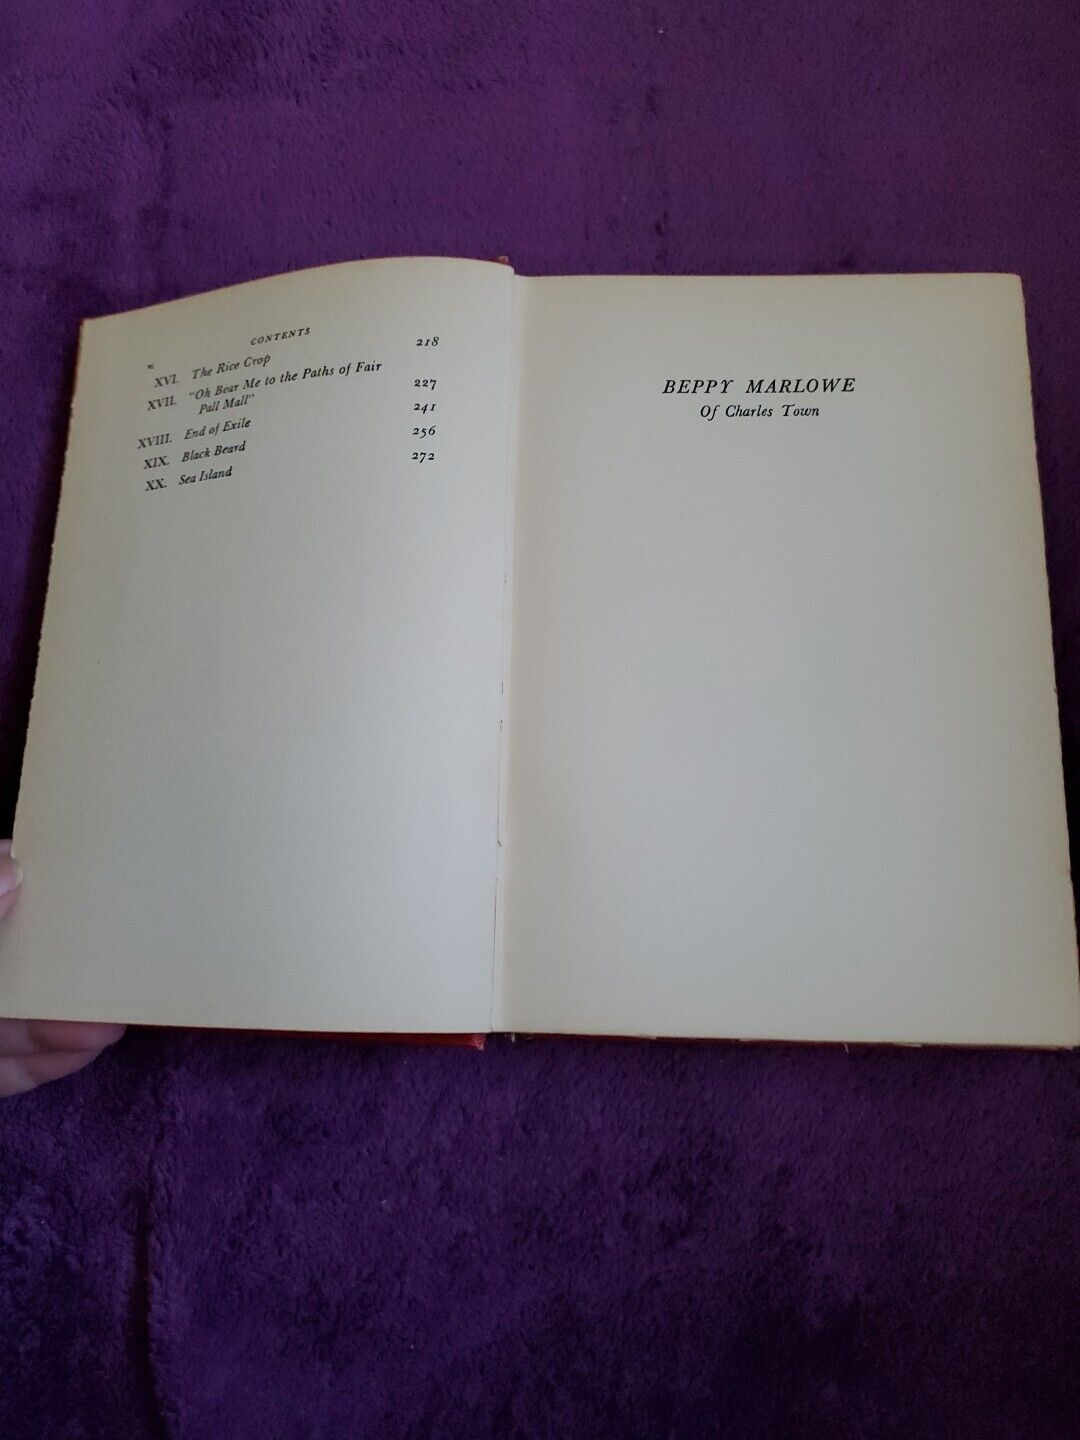 vi
CONTENTS
XVI. The Rice Crop 218
XVII. "Oh Bear Me to the Paths of Fair
Pall Mall" 227
XVIII. End of Exile 241
XIX. Black Beard 256
XX. Sea Island 272
BEPPY MARLOWE
Of Charles Town